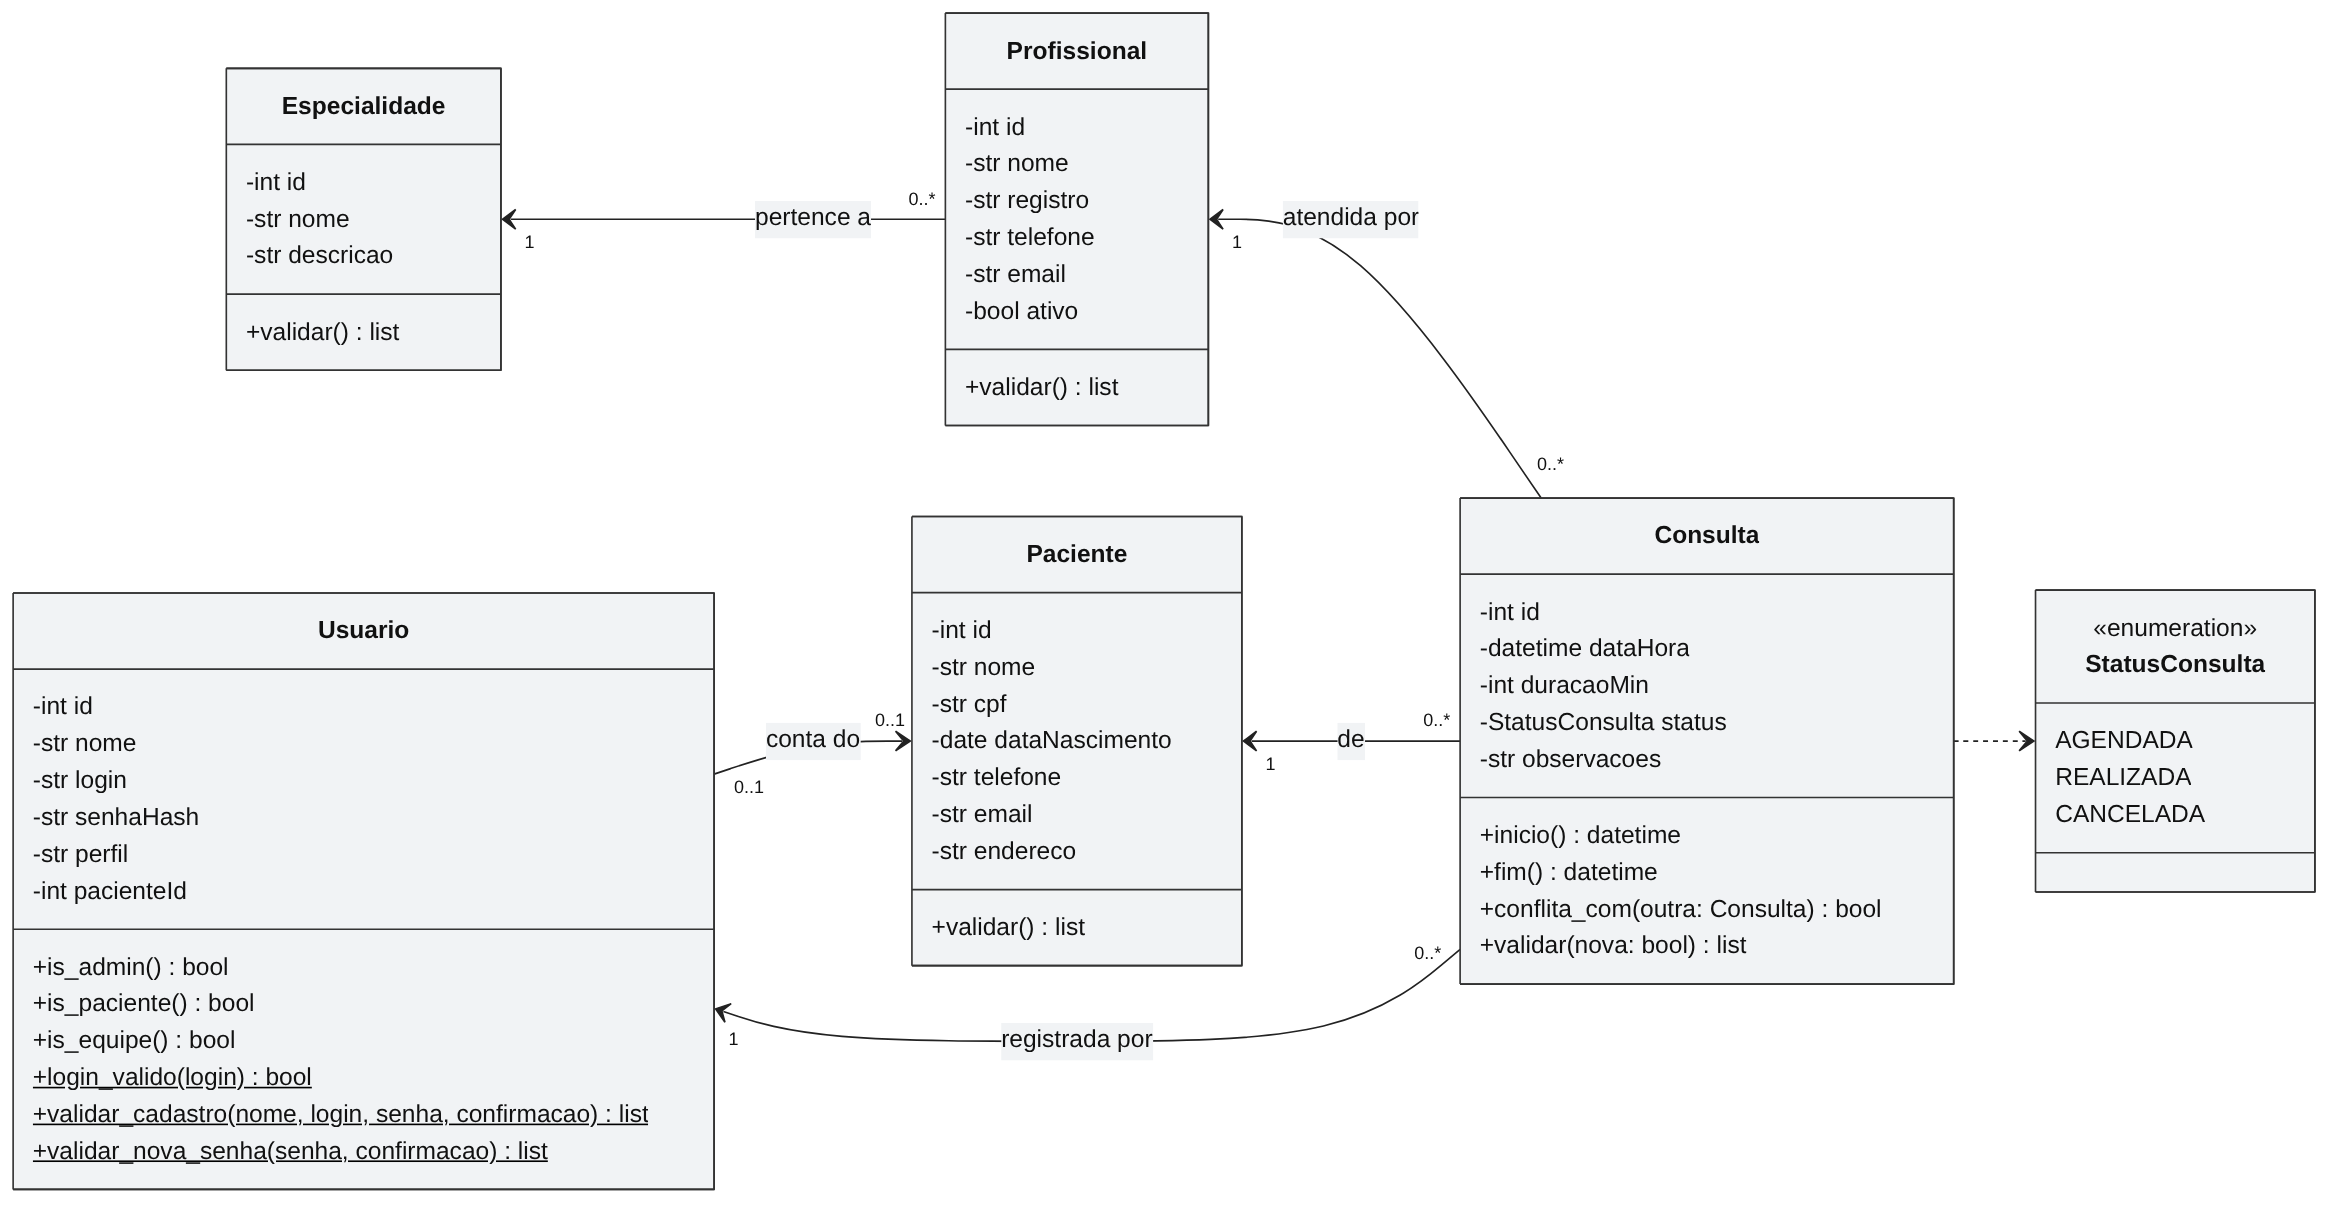 Profissional
-int id
-str nome
-str registro
-str telefone
-str email
-bool ativo
+validar() : list
Especialidade
-int id
-str nome
-str descricao
+validar() : list
0..*
pertence a
1
atendida por
1
0..*
Consulta
-int id
-datetime dataHora
-int duracaoMin
-StatusConsulta status
-str observacoes
+inicio() : datetime
+fim() : datetime
+conflita_com(outra: Consulta) : bool
+validar(nova: bool) : list
Paciente
-int id
-str nome
-str cpf
-date dataNascimento
-str telefone
-str email
-str endereco
+validar() : list
«enumeration»
StatusConsulta
AGENDADA
REALIZADA
CANCELADA
Usuario
-int id
-str nome
-str login
-str senhaHash
-str perfil
-int pacienteId
+is_admin() : bool
+is_paciente() : bool
+is_equipe() : bool
+login_valido(login) : bool
+validar_cadastro(nome, login, senha, confirmacao) : list
+validar_nova_senha(senha, confirmacao) : list
0..1
conta do
0..1
0..*
de
1
0..*
registrada por
1